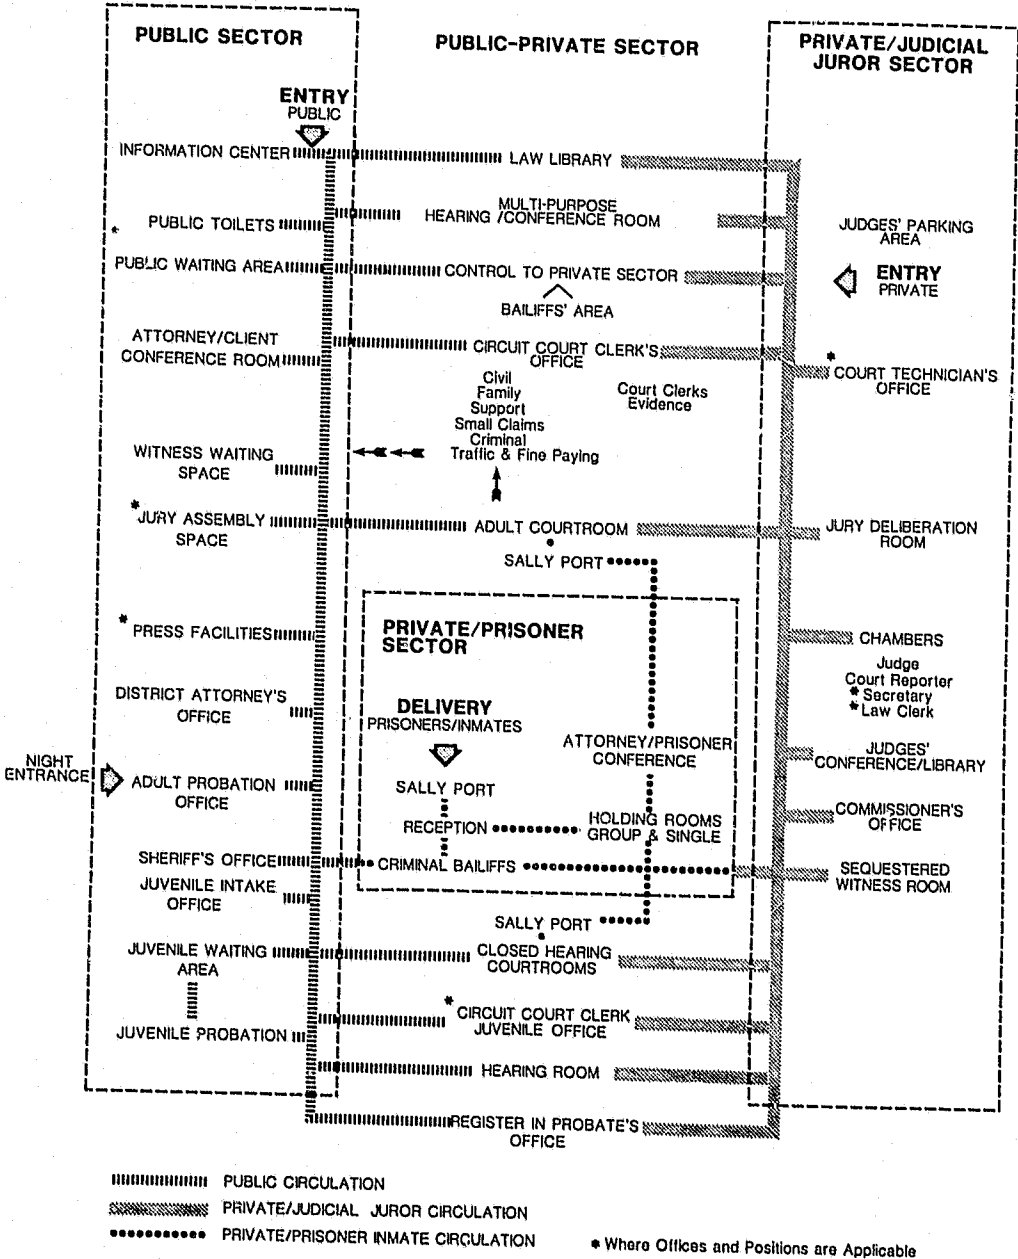 PUBLIC SECTOR
PUBLIC-PRIVATE SECTOR
PRIVATE/JUDICIAL
JUROR SECTOR
ENTRY
PUBLIC
INFORMATION CENTER
LAW LIBRARY
MULTI-PURPOSE
HEARING /CONFERENCE ROOM
* PUBLIC TOILETS
JUDGES' PARKING
AREA
PUBLIC WAITING AREA
CONTROL TO PRIVATE SECTOR
BAILIFFS' AREA
ENTRY
PRIVATE
ATTORNEY/CLIENT
CONFERENCE ROOM
CIRCUIT COURT CLERK'S
OFFICE
Civil
Family
Support
Small Claims
Criminal
Traffic & Fine Paying
Court Clerks
Evidence
* COURT TECHNICIAN'S
OFFICE
WITNESS WAITING
SPACE
* JURY ASSEMBLY
SPACE
ADULT COURTROOM
JURY DELIBERATION
ROOM
SALLY PORT
* PRESS FACILITIES
PRIVATE/PRISONER
SECTOR
CHAMBERS
Judge
Court Reporter
* Secretary
* Law Clerk
DISTRICT ATTORNEY'S
OFFICE
DELIVERY
PRISONERS/INMATES
ATTORNEY/PRISONER
CONFERENCE
JUDGES'
CONFERENCE/LIBRARY
NIGHT
ENTRANCE
ADULT PROBATION
OFFICE
SALLY PORT
RECEPTION
HOLDING ROOMS
GROUP & SINGLE
COMMISSIONER'S
OFFICE
SHERIFF'S OFFICE
CRIMINAL BAILIFFS
SEQUESTERED
WITNESS ROOM
JUVENILE INTAKE
OFFICE
SALLY PORT
JUVENILE WAITING
AREA
CLOSED HEARING
COURTROOMS
JUVENILE PROBATION
* CIRCUIT COURT CLERK
JUVENILE OFFICE
HEARING ROOM
REGISTER IN PROBATE'S
OFFICE
PUBLIC CIRCULATION
PRIVATE/JUDICIAL JUROR CIRCULATION
PRIVATE/PRISONER INMATE CIRCULATION
* Where Offices and Positions are Applicable